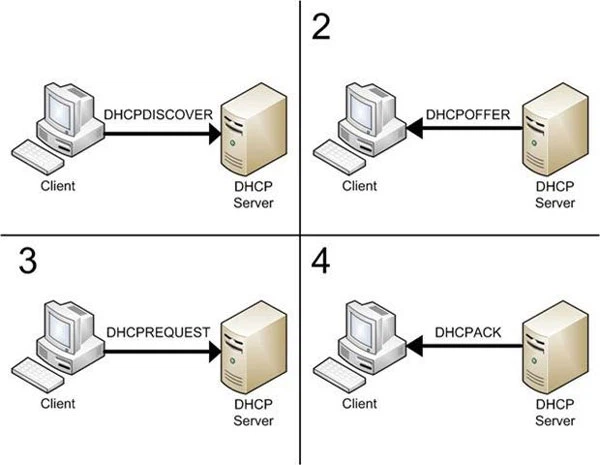 DHCPDISCOVER
Client
DHCP
Server
2
DHCPOFFER
Client
DHCP
Server
3
DHCPREQUEST
Client
DHCP
Server
4
DHCPACK
Client
DHCP
Server